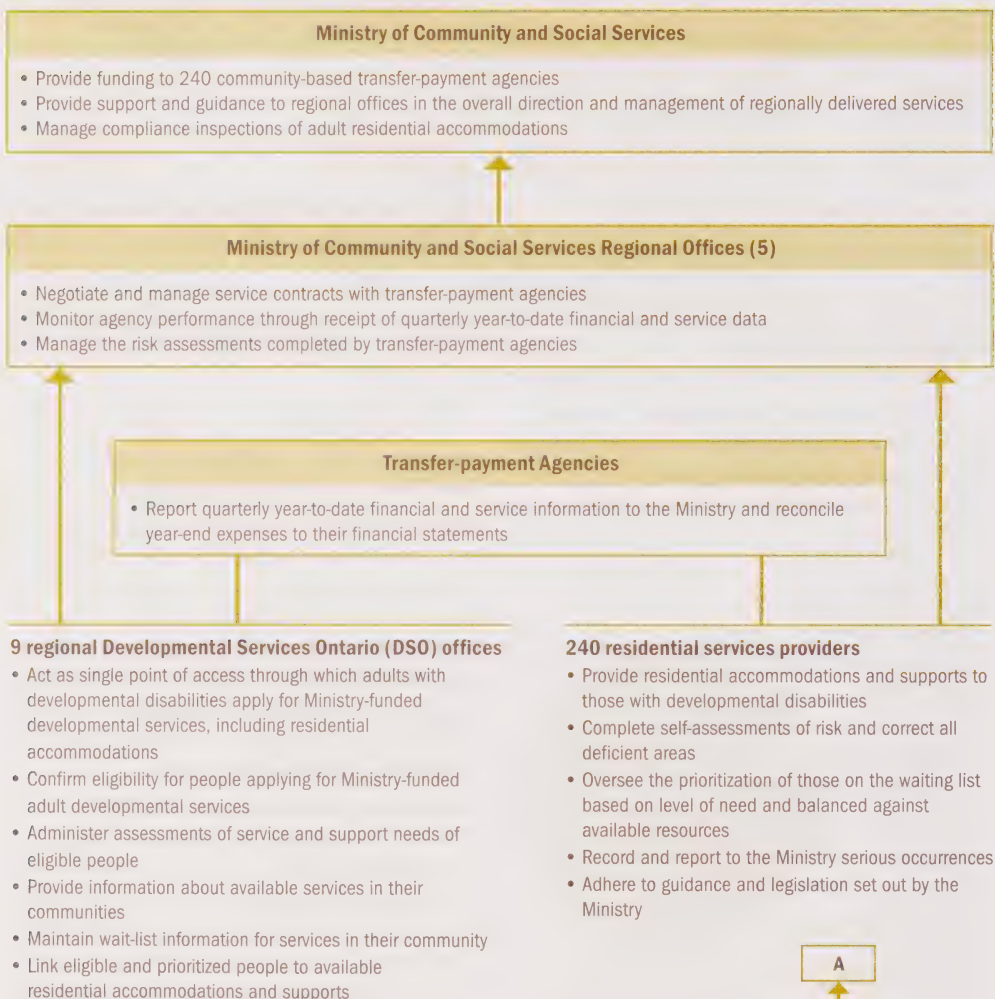 Ministry of Community and Social Services
• Provide funding to 240 community-based transfer-payment agencies
• Provide support and guidance to regional offices in the overall direction and management of regionally delivered services
• Manage compliance inspections of adult residential accommodations
Ministry of Community and Social Services Regional Offices (5)
• Negotiate and manage service contracts with transfer-payment agencies
• Monitor agency performance through receipt of quarterly year-to-date financial and service data
• Manage the risk assessments completed by transfer-payment agencies
Transfer-payment Agencies
• Report quarterly year-to-date financial and service information to the Ministry and reconcile
year-end expenses to their financial statements
9 regional Developmental Services Ontario (DSO) offices
• Act as single point of access through which adults with
developmental disabilities apply for Ministry-funded
developmental services, including residential
accommodations
• Confirm eligibility for people applying for Ministry-funded
adult developmental services
• Administer assessments of service and support needs of
eligible people
• Provide information about available services in their
communities
• Maintain wait-list information for services in their community
• Link eligible and prioritized people to available
residential accommodations and supports
240 residential services providers
• Provide residential accommodations and supports to
those with developmental disabilities
• Complete self-assessments of risk and correct all
deficient areas
• Oversee the prioritization of those on the waiting list
based on level of need and balanced against
available resources
• Record and report to the Ministry serious occurrences
• Adhere to guidance and legislation set out by the
Ministry
A